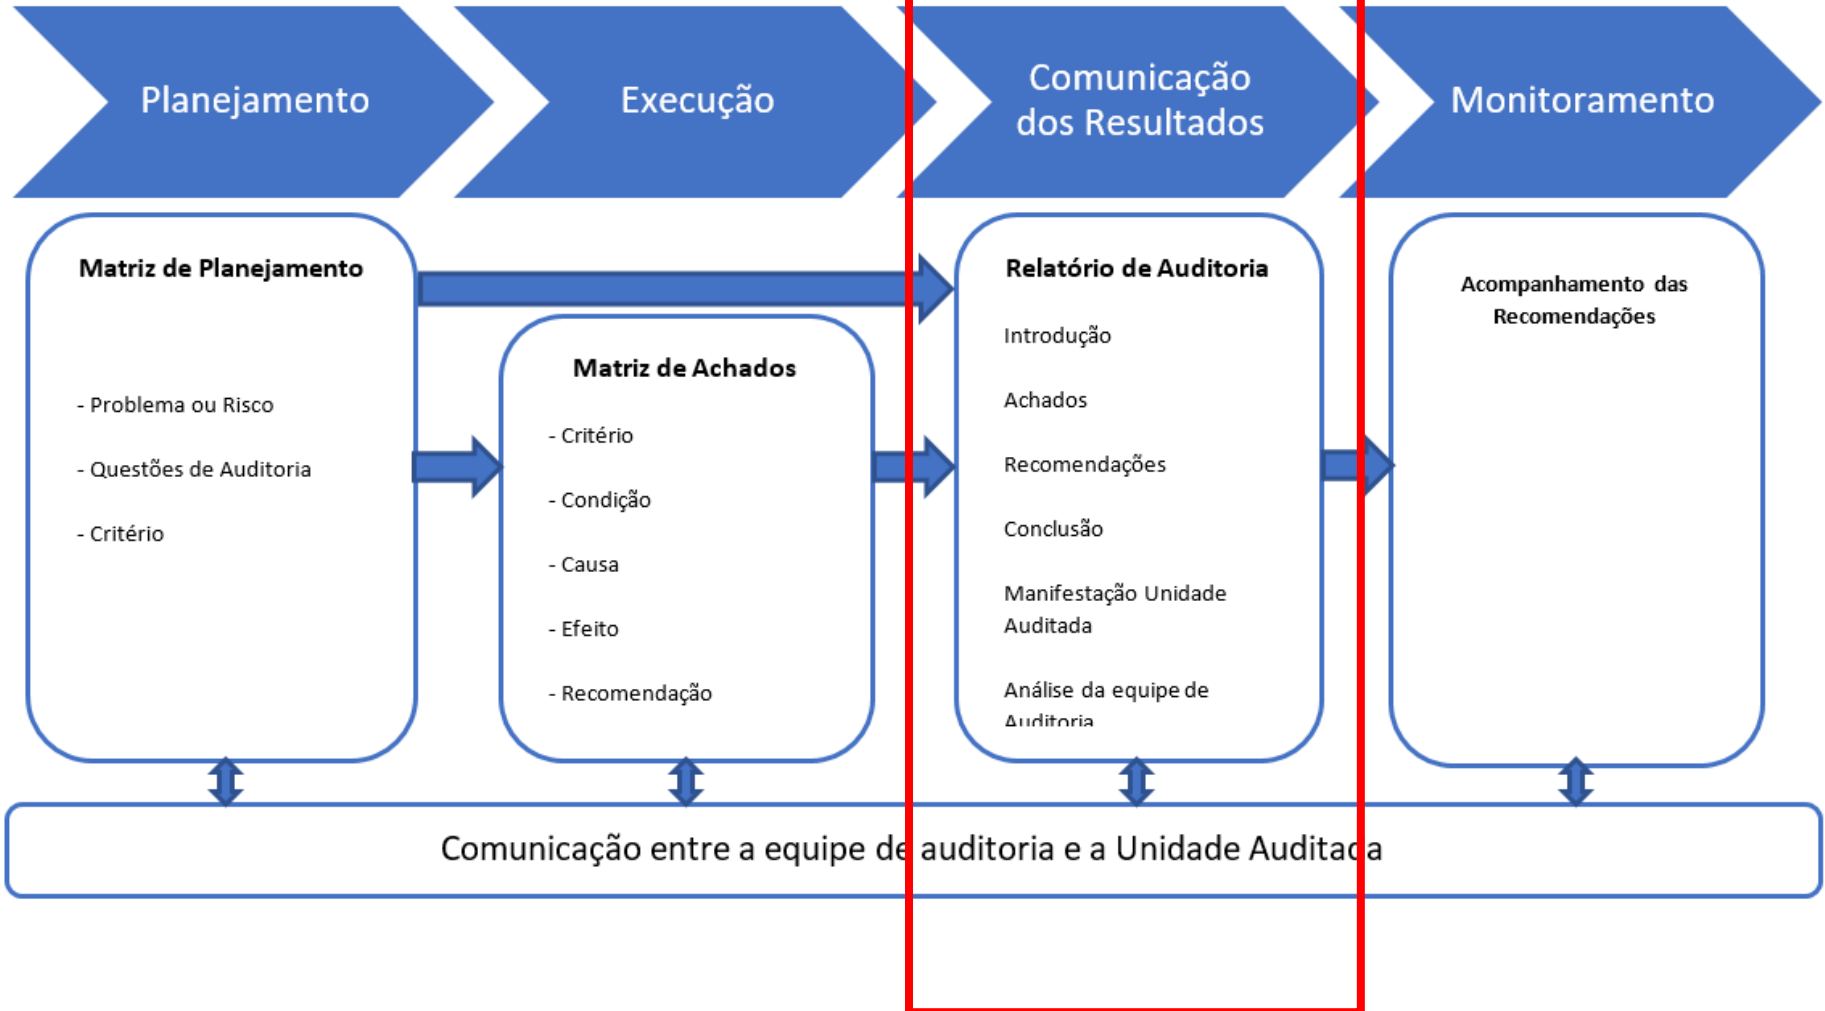 Planejamento
Execução
Comunicação
dos Resultados
Monitoramento
Matriz de Planejamento
- Problema ou Risco
- Questões de Auditoria
- Critério
Matriz de Achados
- Critério
- Condição
- Causa
- Efeito
- Recomendação
Relatório de Auditoria
Introdução
Achados
Recomendações
Conclusão
Manifestação Unidade
Auditada
Análise da equipe de
Auditoria
Acompanhamento das
Recomendações
Comunicação entre a equipe de auditoria e a Unidade Auditada